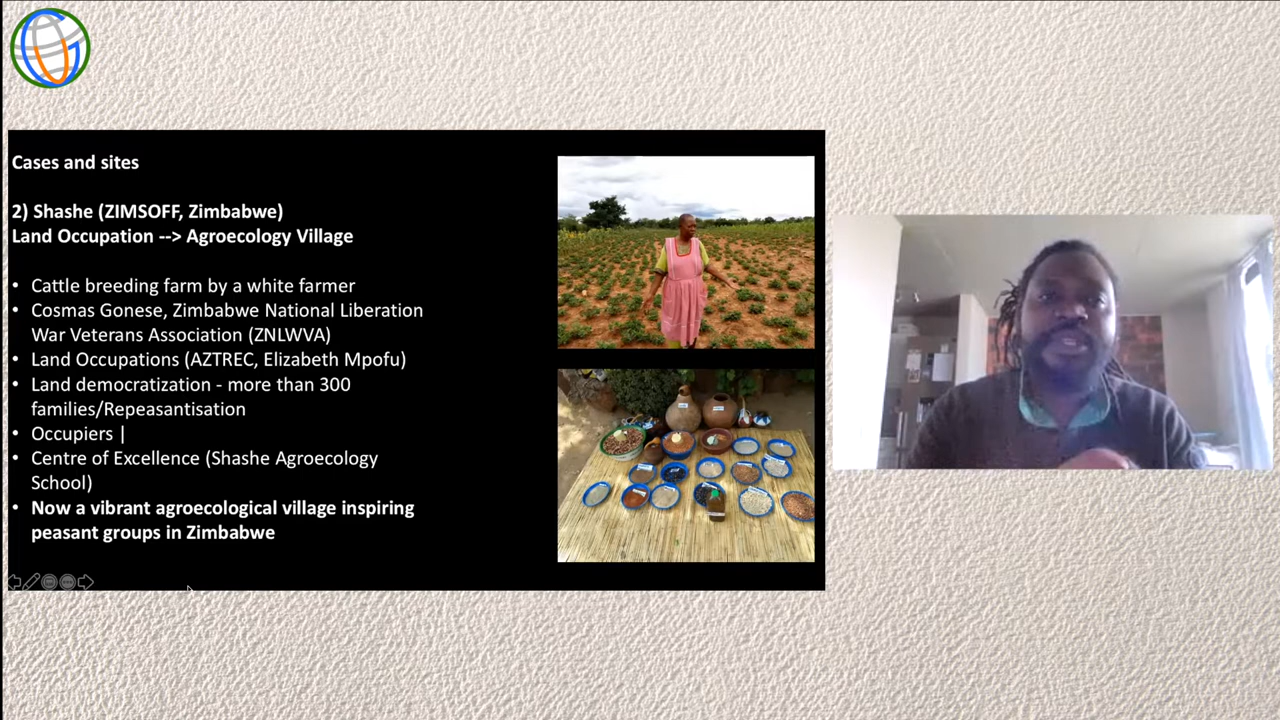 Cases and sites
2) Shashe (ZIMSOFF, Zimbabwe)
Land Occupation --> Agroecology Village
• Cattle breeding farm by a white farmer
• Cosmas Gonese, Zimbabwe National Liberation
War Veterans Association (ZNLWVA)
• Land Occupations (AZTREC, Elizabeth Mpofu)
• Land democratization - more than 300
families/Repeasantisation
• Occupiers |
• Centre of Excellence (Shashe Agroecology
School)
• Now a vibrant agroecological village inspiring
peasant groups in Zimbabwe